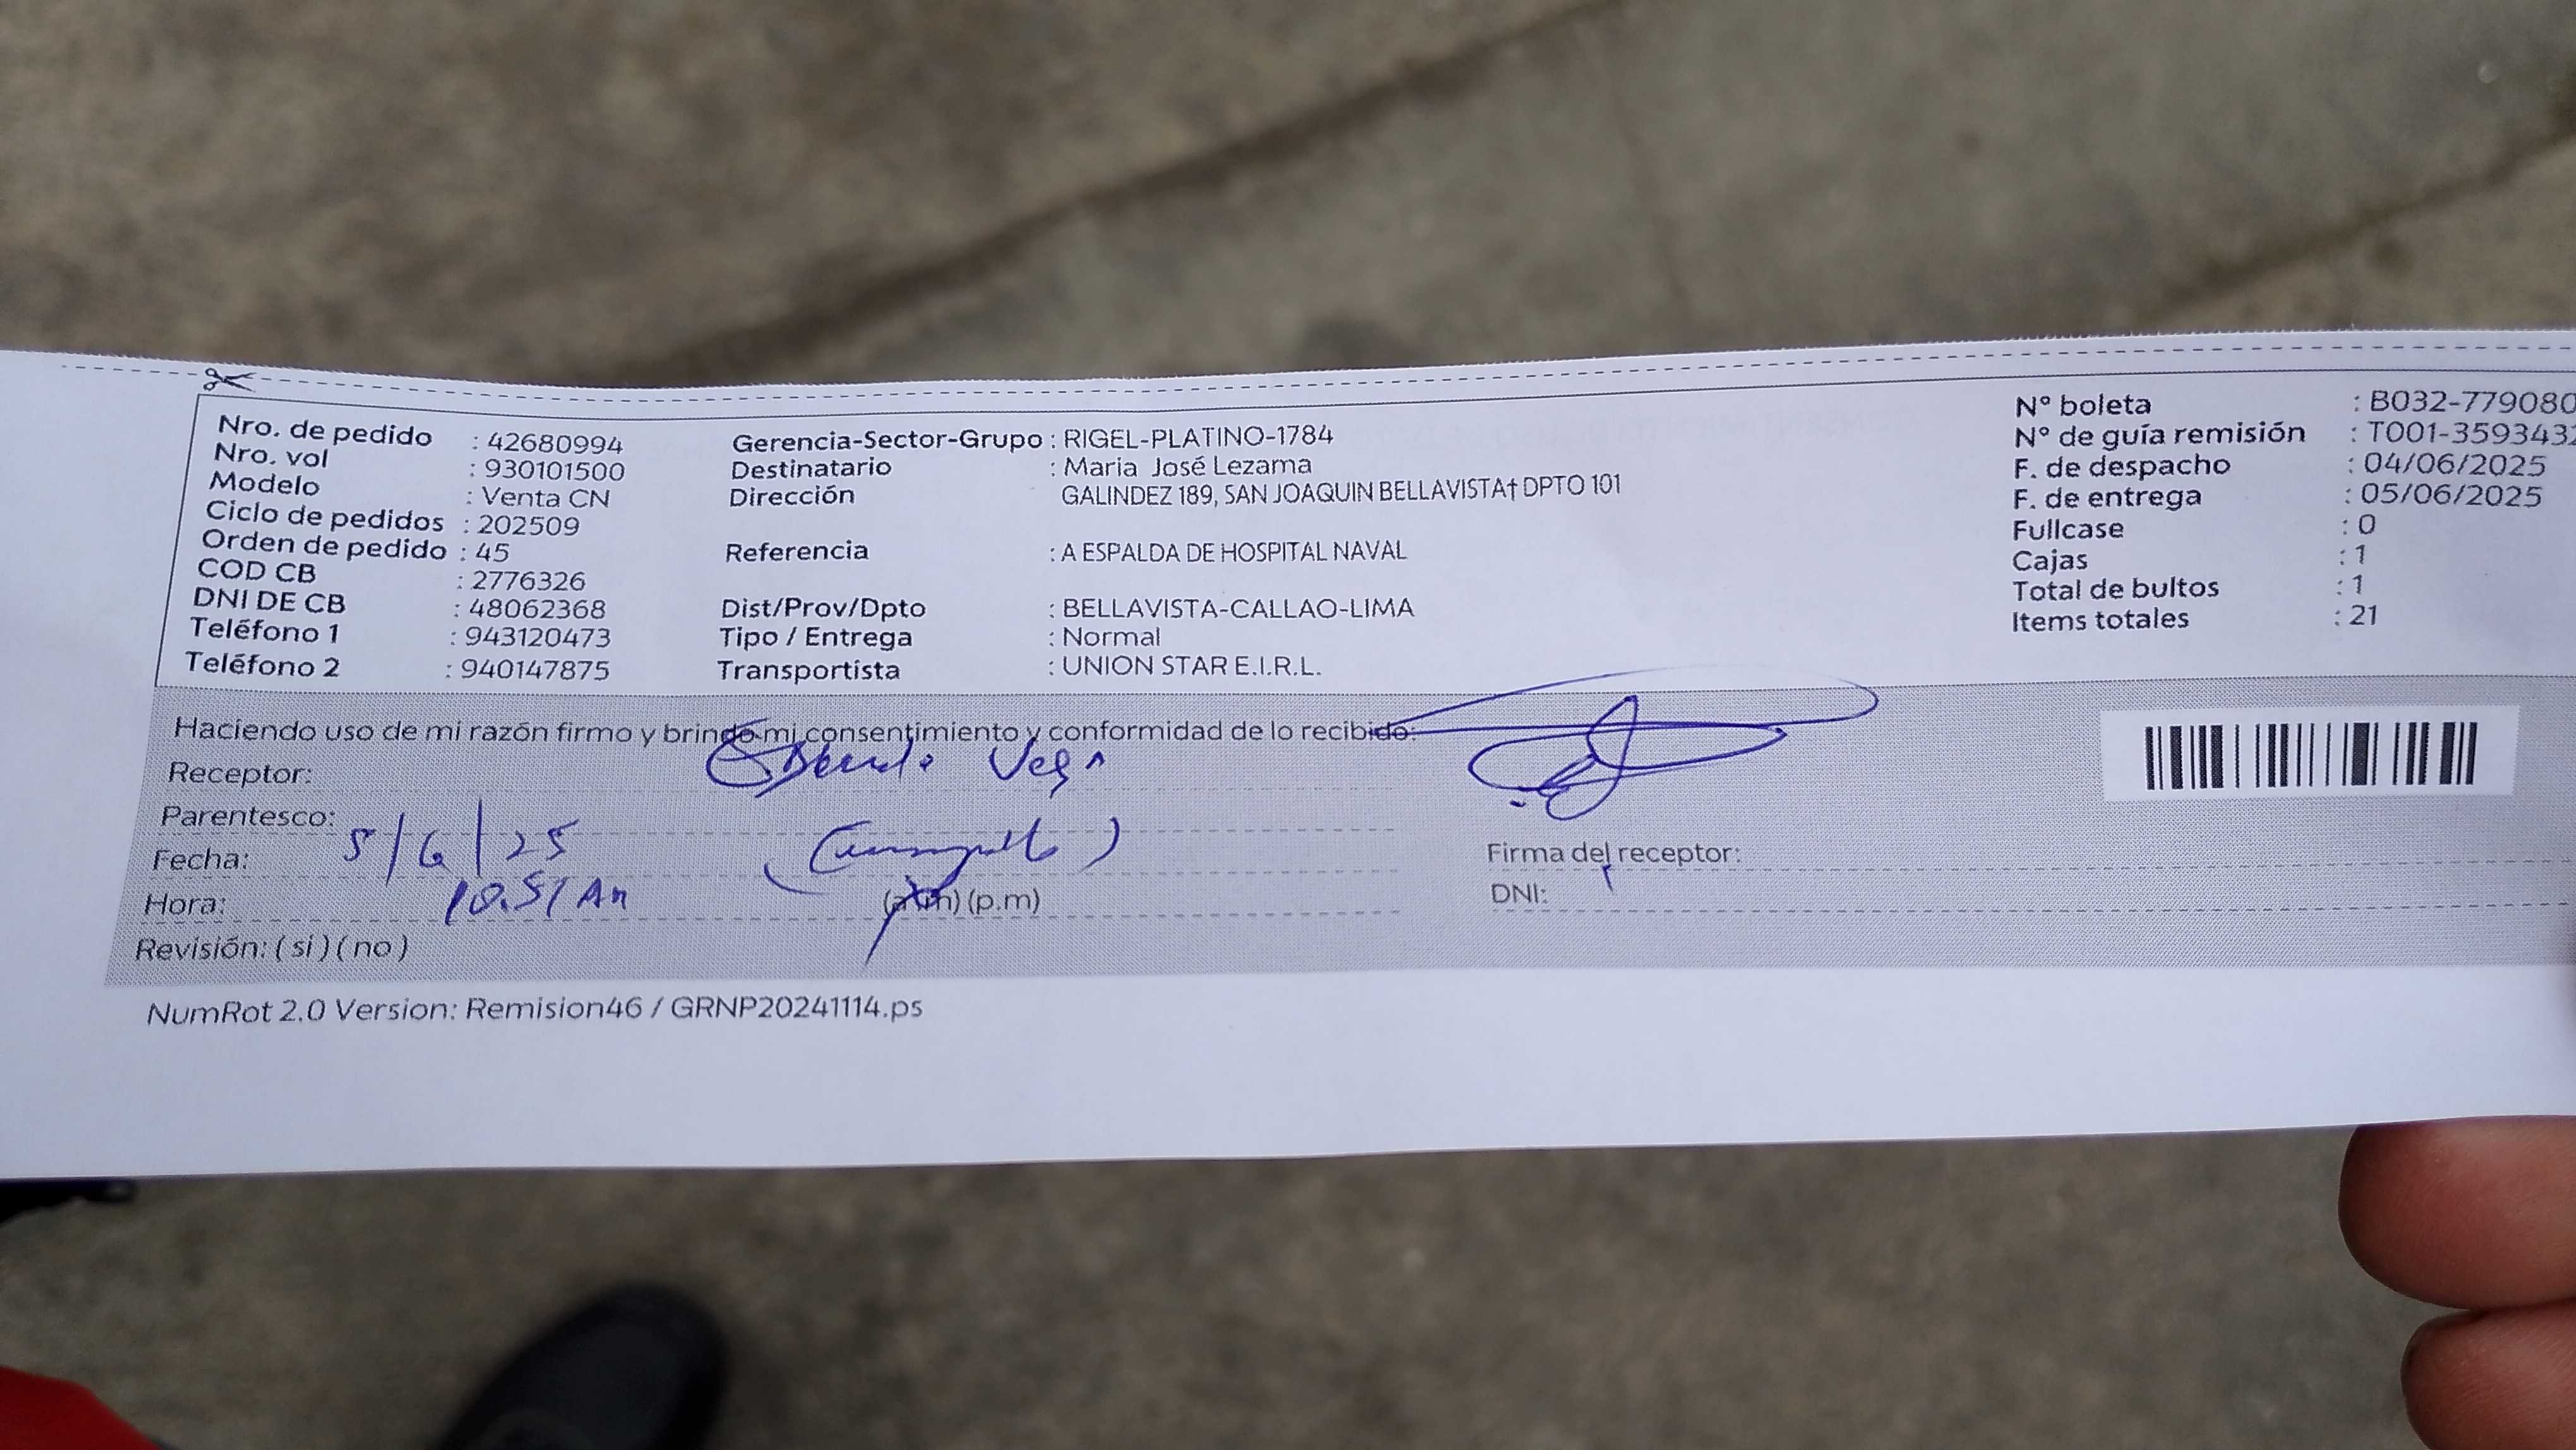 Nro. de pedido : 42680994
Nro. vol : 930101500
Modelo : Venta CN
Ciclo de pedidos : 202509
Orden de pedido : 45
COD CB : 2776326
DNI DE CB : 48062368
Teléfono 1 : 943120473
Teléfono 2 : 940147875
Gerencia-Sector-Grupo : RIGEL-PLATINO-1784
Destinatario : Maria José Lezama
Dirección GALINDEZ 189, SAN JOAQUIN BELLAVISTA† DPTO 101
Referencia : A ESPALDA DE HOSPITAL NAVAL
Dist/Prov/Dpto : BELLAVISTA-CALLAO-LIMA
Tipo / Entrega : Normal
Transportista : UNION STAR E.I.R.L.
N° boleta : B032-779080
N° de guía remisión : T001-3593432
F. de despacho : 04/06/2025
F. de entrega : 05/06/2025
Fullcase : 0
Cajas : 1
Total de bultos : 1
Items totales : 21
Haciendo uso de mi razón firmo y brindo mi consentimiento y conformidad de lo recibido:
Receptor: Vega
Parentesco:
Fecha: 5/6/25
Hora: 10.51 Am (a.m) (p.m)
Revisión: ( si ) ( no )
Firma del receptor:
DNI:
NumRot 2.0 Version: Remision46 / GRNP20241114.ps